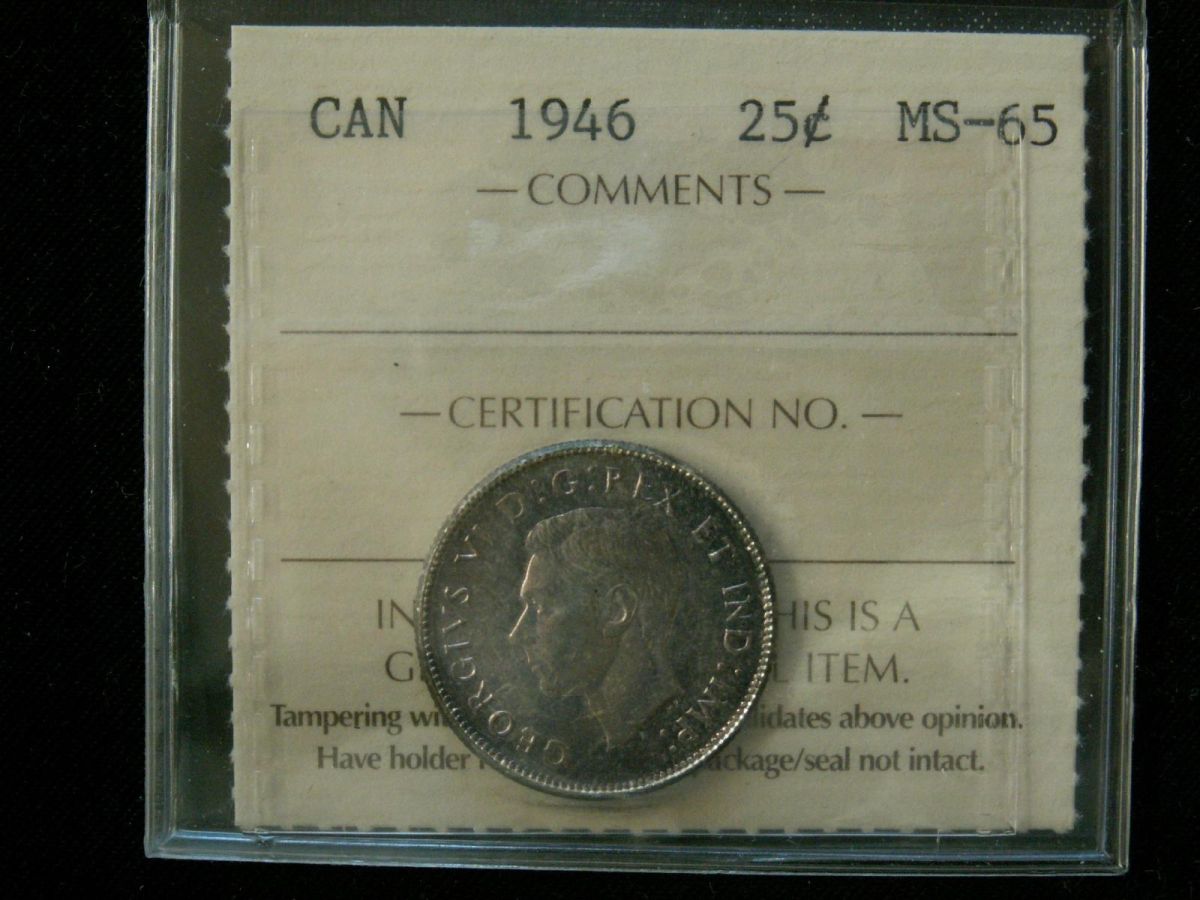 CAN 1946 25¢ MS-65
— COMMENTS —
— CERTIFICATION NO. —
GEORGIVS VI D:G:REX ET IND:IMP:
IN HIS IS A
G L ITEM.
Tampering wi lidates above opinion.
Have holder ckage/seal not intact.